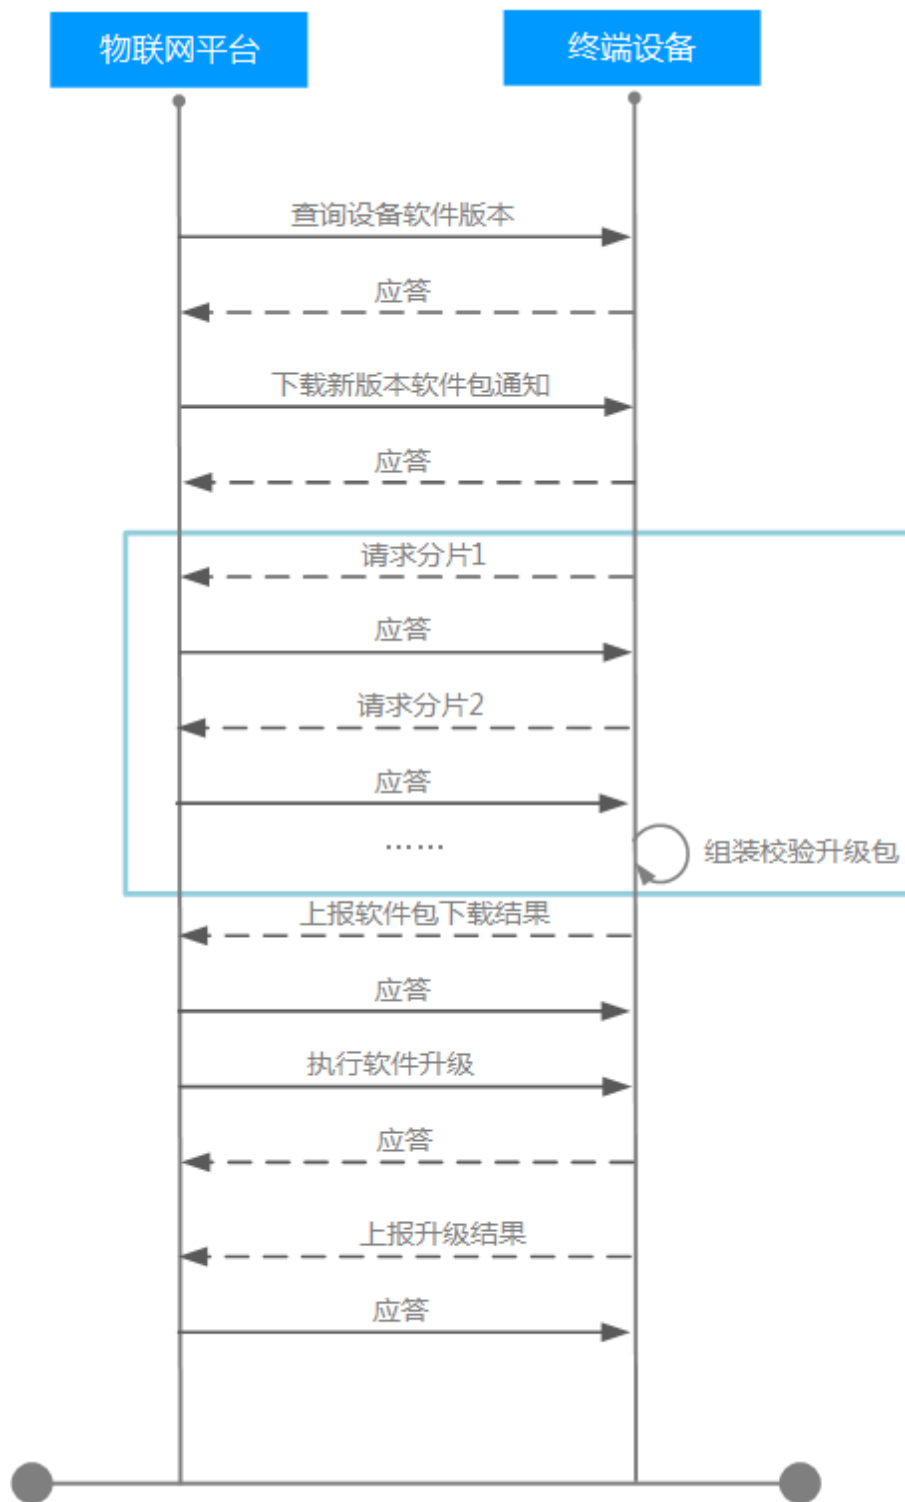 物联网平台
终端设备
查询设备软件版本
应答
下载新版本软件包通知
应答
请求分片1
应答
请求分片2
应答
……
组装校验升级包
上报软件包下载结果
应答
执行软件升级
应答
上报升级结果
应答